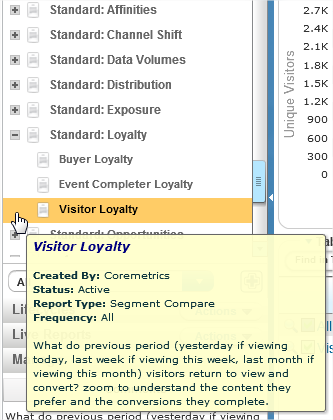 Standard: Affinities
Standard: Channel Shift
Standard: Data Volumes
Standard: Distribution
Standard: Exposure
Standard: Loyalty
Buyer Loyalty
Event Completer Loyalty
Visitor Loyalty
Standard: Opportunities
Visitor Loyalty
Created By: Coremetrics
Status: Active
Report Type: Segment Compare
Frequency: All
What do previous period (yesterday if viewing
today, last week if viewing this week, last month if
viewing this month) visitors return to view and
convert? zoom to understand the content they
prefer and the conversions they complete.
What do previous period (yesterday if
2.7K
2.4K
2.1K
1.8K
1.5K
1.2K
900
600
300
0
Unique Visitors
Find in
All